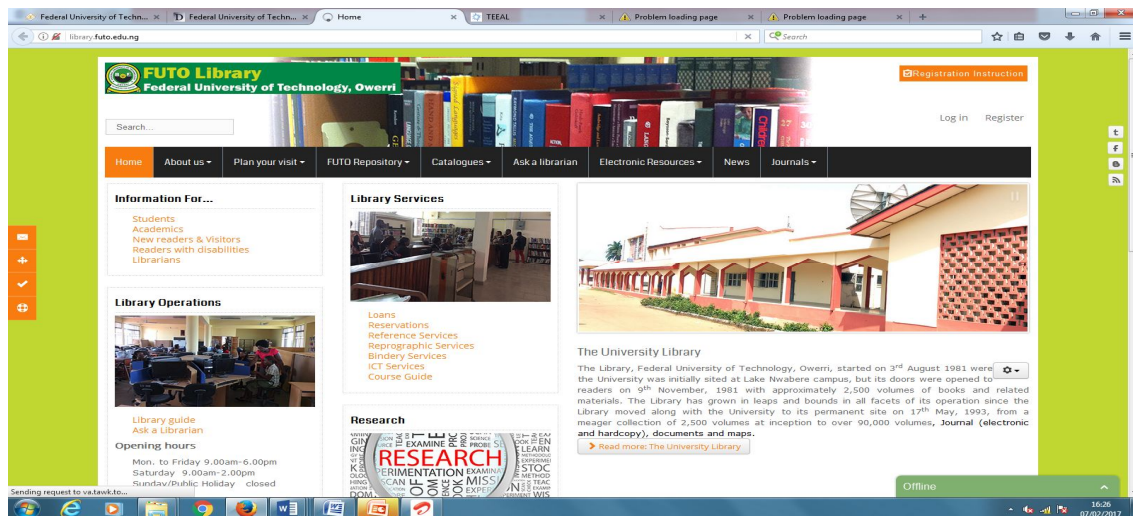 Federal University of Techn...
Federal University of Techn...
Home
TEEAL
Problem loading page
Problem loading page
library.futo.edu.ng
Search
FUTO Library
Federal University of Technology, Owerri
Registration Instruction
Search...
Log in Register
Home About us Plan your visit FUTO Repository Catalogues Ask a librarian Electronic Resources News Journals
Information For...
Students
Academics
New readers & Visitors
Readers with disabilities
Librarians
Library Operations
Library guide
Ask a Librarian
Opening hours
Mon. to Friday 9.00am-6.00pm
Saturday 9.00am-2.00pm
Sunday/Public Holiday closed
Library Services
Loans
Reservations
Reference Services
Reprographic Services
Bindery Services
ICT Services
Course Guide
Research
EXAMINE
LEARN
RESEARCH
PERIMENTATION
SCAN
MISS
The University Library
The Library, Federal University of Technology, Owerri, started on 3rd August 1981 were
the University was initially sited at Lake Nwabere campus, but its doors were opened to
readers on 9th November, 1981 with approximately 2,500 volumes of books and related
materials. The Library has grown in leaps and bounds in all facets of its operation since the
Library moved along with the University to its permanent site on 17th May, 1993, from a
meager collection of 2,500 volumes at inception to over 90,000 volumes, Journal (electronic
and hardcopy), documents and maps.
Read more: The University Library
Offline
Sending request to va.tawk.to...
16:26
07/02/2017